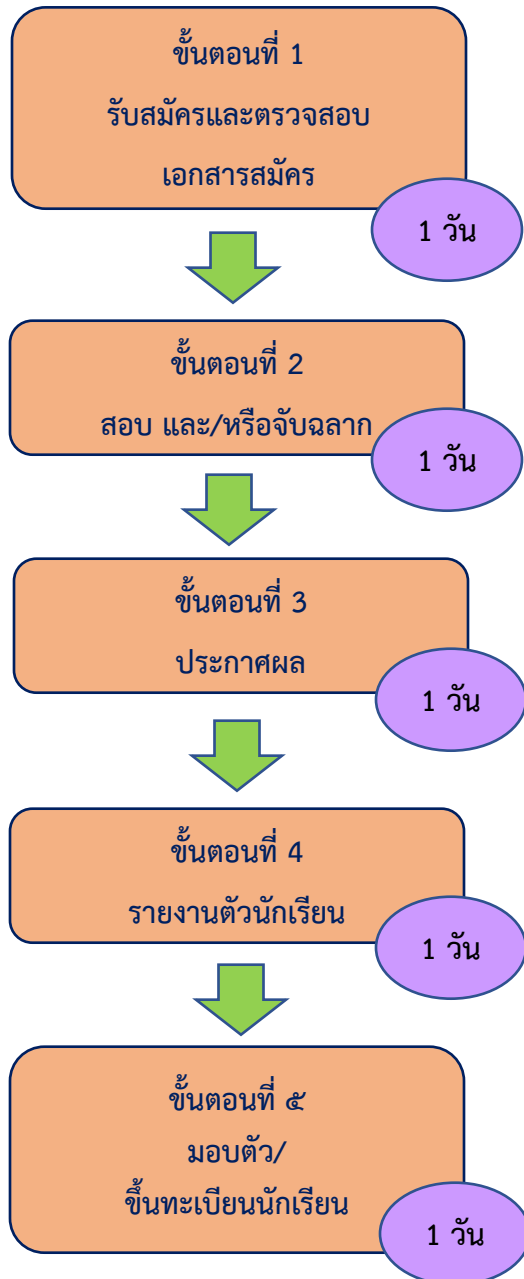 ขั้นตอนที่ 1
รับสมัครและตรวจสอบ
เอกสารสมัคร
1 วัน
ขั้นตอนที่ 2
สอบ และ/หรือจับฉลาก
1 วัน
ขั้นตอนที่ 3
ประกาศผล
1 วัน
ขั้นตอนที่ 4
รายงานตัวนักเรียน
1 วัน
ขั้นตอนที่ ๕
มอบตัว/
ขึ้นทะเบียนนักเรียน
1 วัน